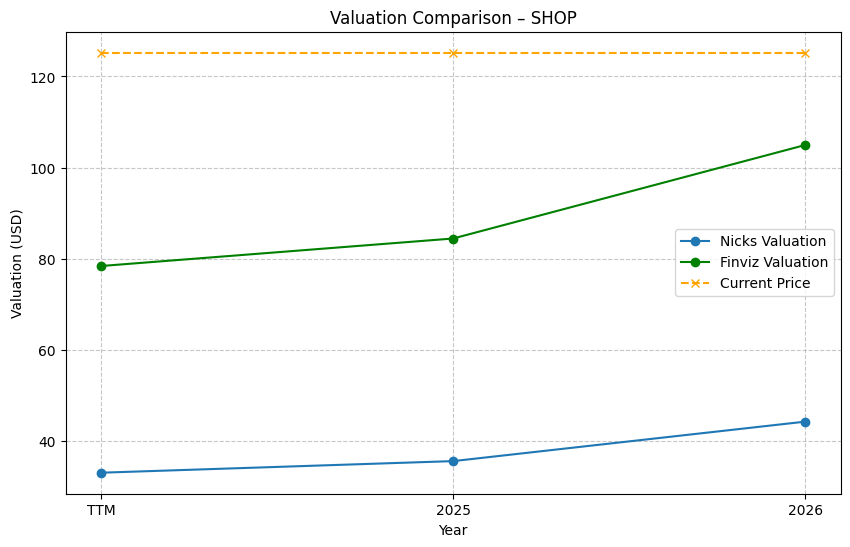 Valuation Comparison – SHOP
Valuation (USD)
120
100
80
60
40
Nicks Valuation
Finviz Valuation
Current Price
TTM
2025
2026
Year